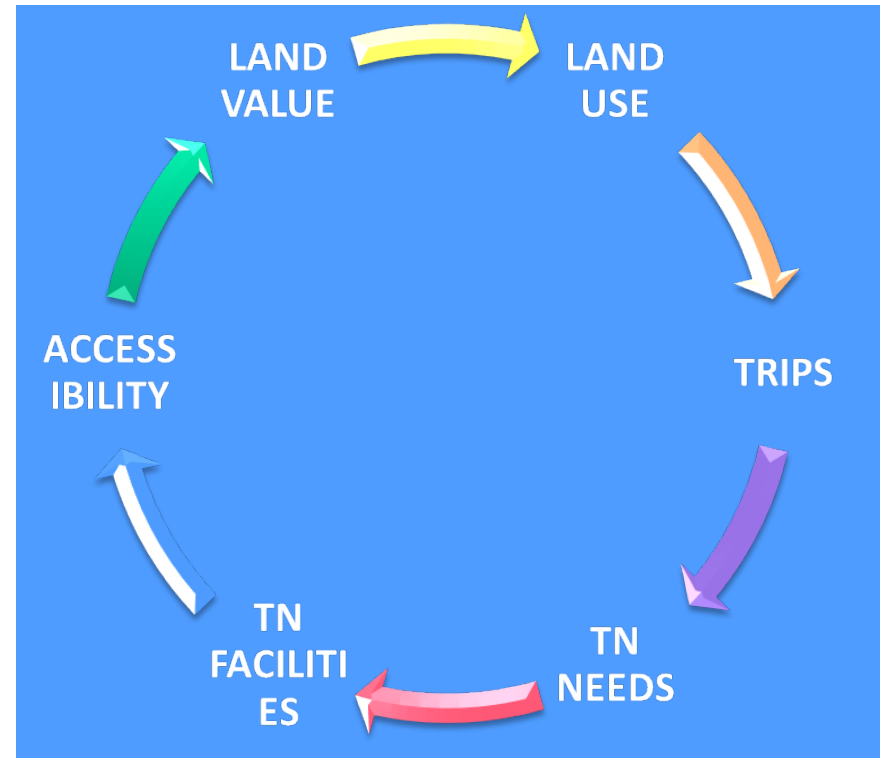 LAND
VALUE
LAND
USE
TRIPS
TN
NEEDS
TN
FACILITI
ES
ACCESS
IBILITY